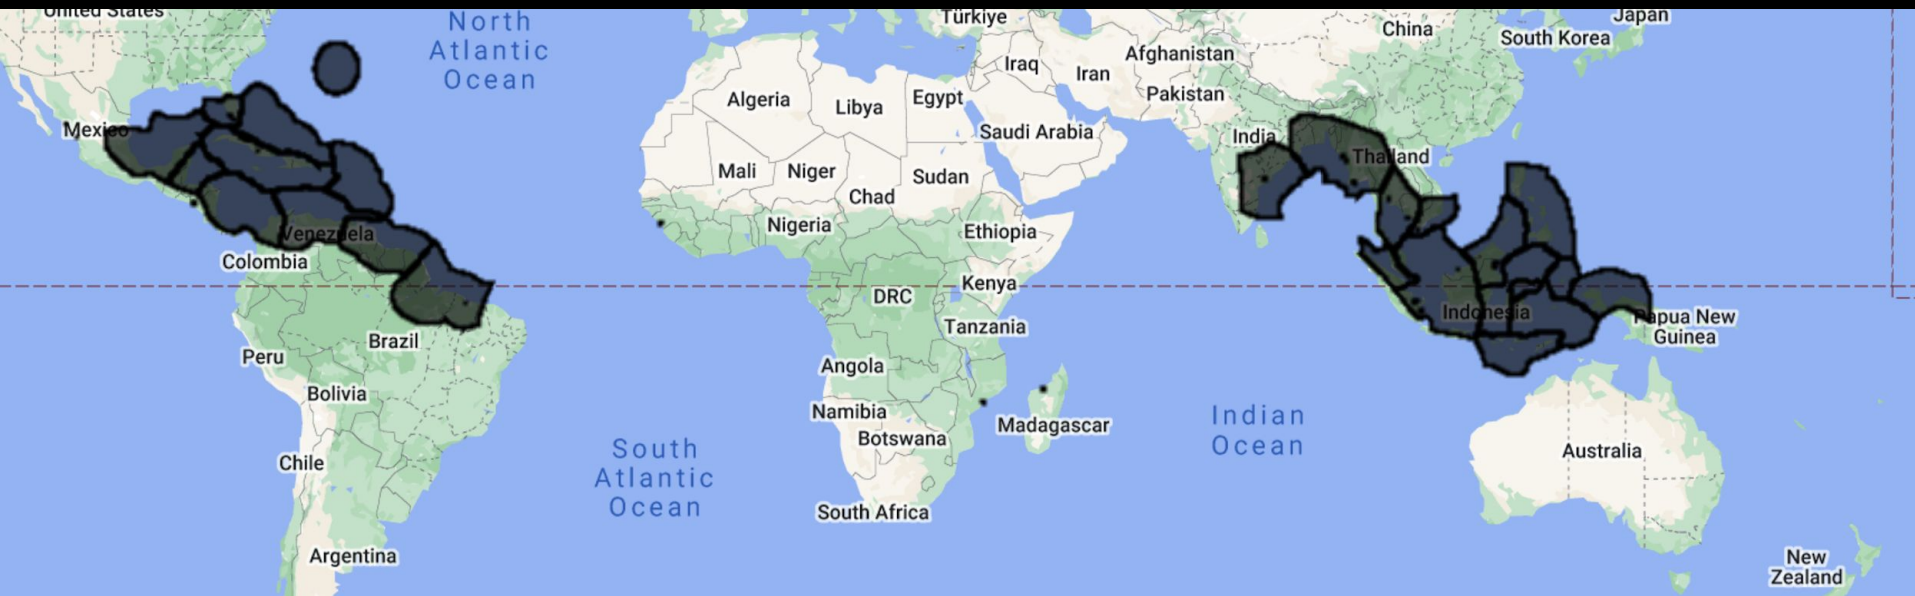 United States
North
Atlantic
Ocean
Türkiye
Japan
China
South Korea
Afghanistan
Iraq
Iran
Pakistan
Algeria
Libya
Egypt
Mexico
Saudi Arabia
India
Thailand
Mali
Niger
Chad
Sudan
Nigeria
Ethiopia
Venezuela
Colombia
DRC
Kenya
Indonesia
Papua New
Guinea
Tanzania
Brazil
Peru
Angola
Bolivia
Namibia
Botswana
Madagascar
Indian
Ocean
Australia
South
Atlantic
Ocean
Chile
South Africa
Argentina
New
Zealand